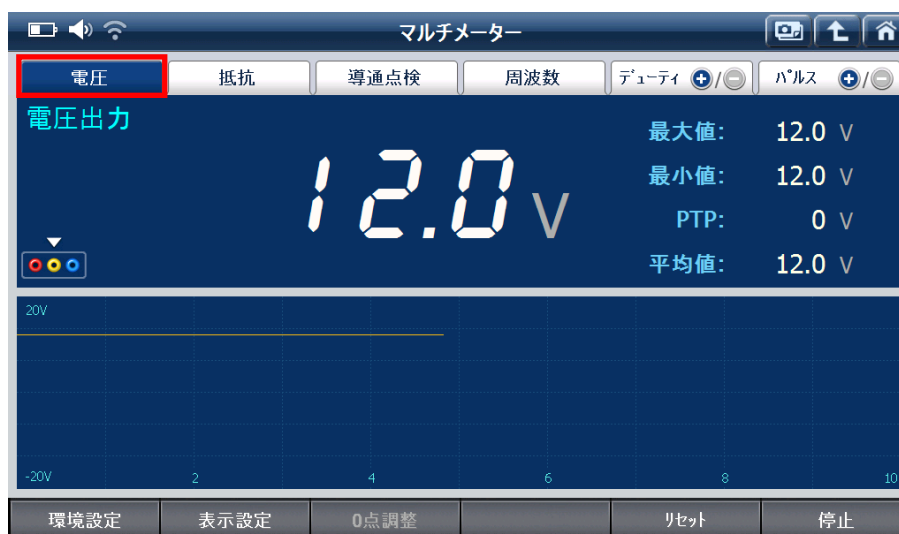 マルチメーター
電圧 抵抗 導通点検 周波数 ﾃﾞｭｰﾃｨ +/- ﾊﾟﾙｽ +/-
電圧出力
12.0 V
最大値: 12.0 V
最小値: 12.0 V
PTP: 0 V
平均値: 12.0 V
20V
-20V 2 4 6 8 10
環境設定 表示設定 0点調整 ﾘｾｯﾄ 停止